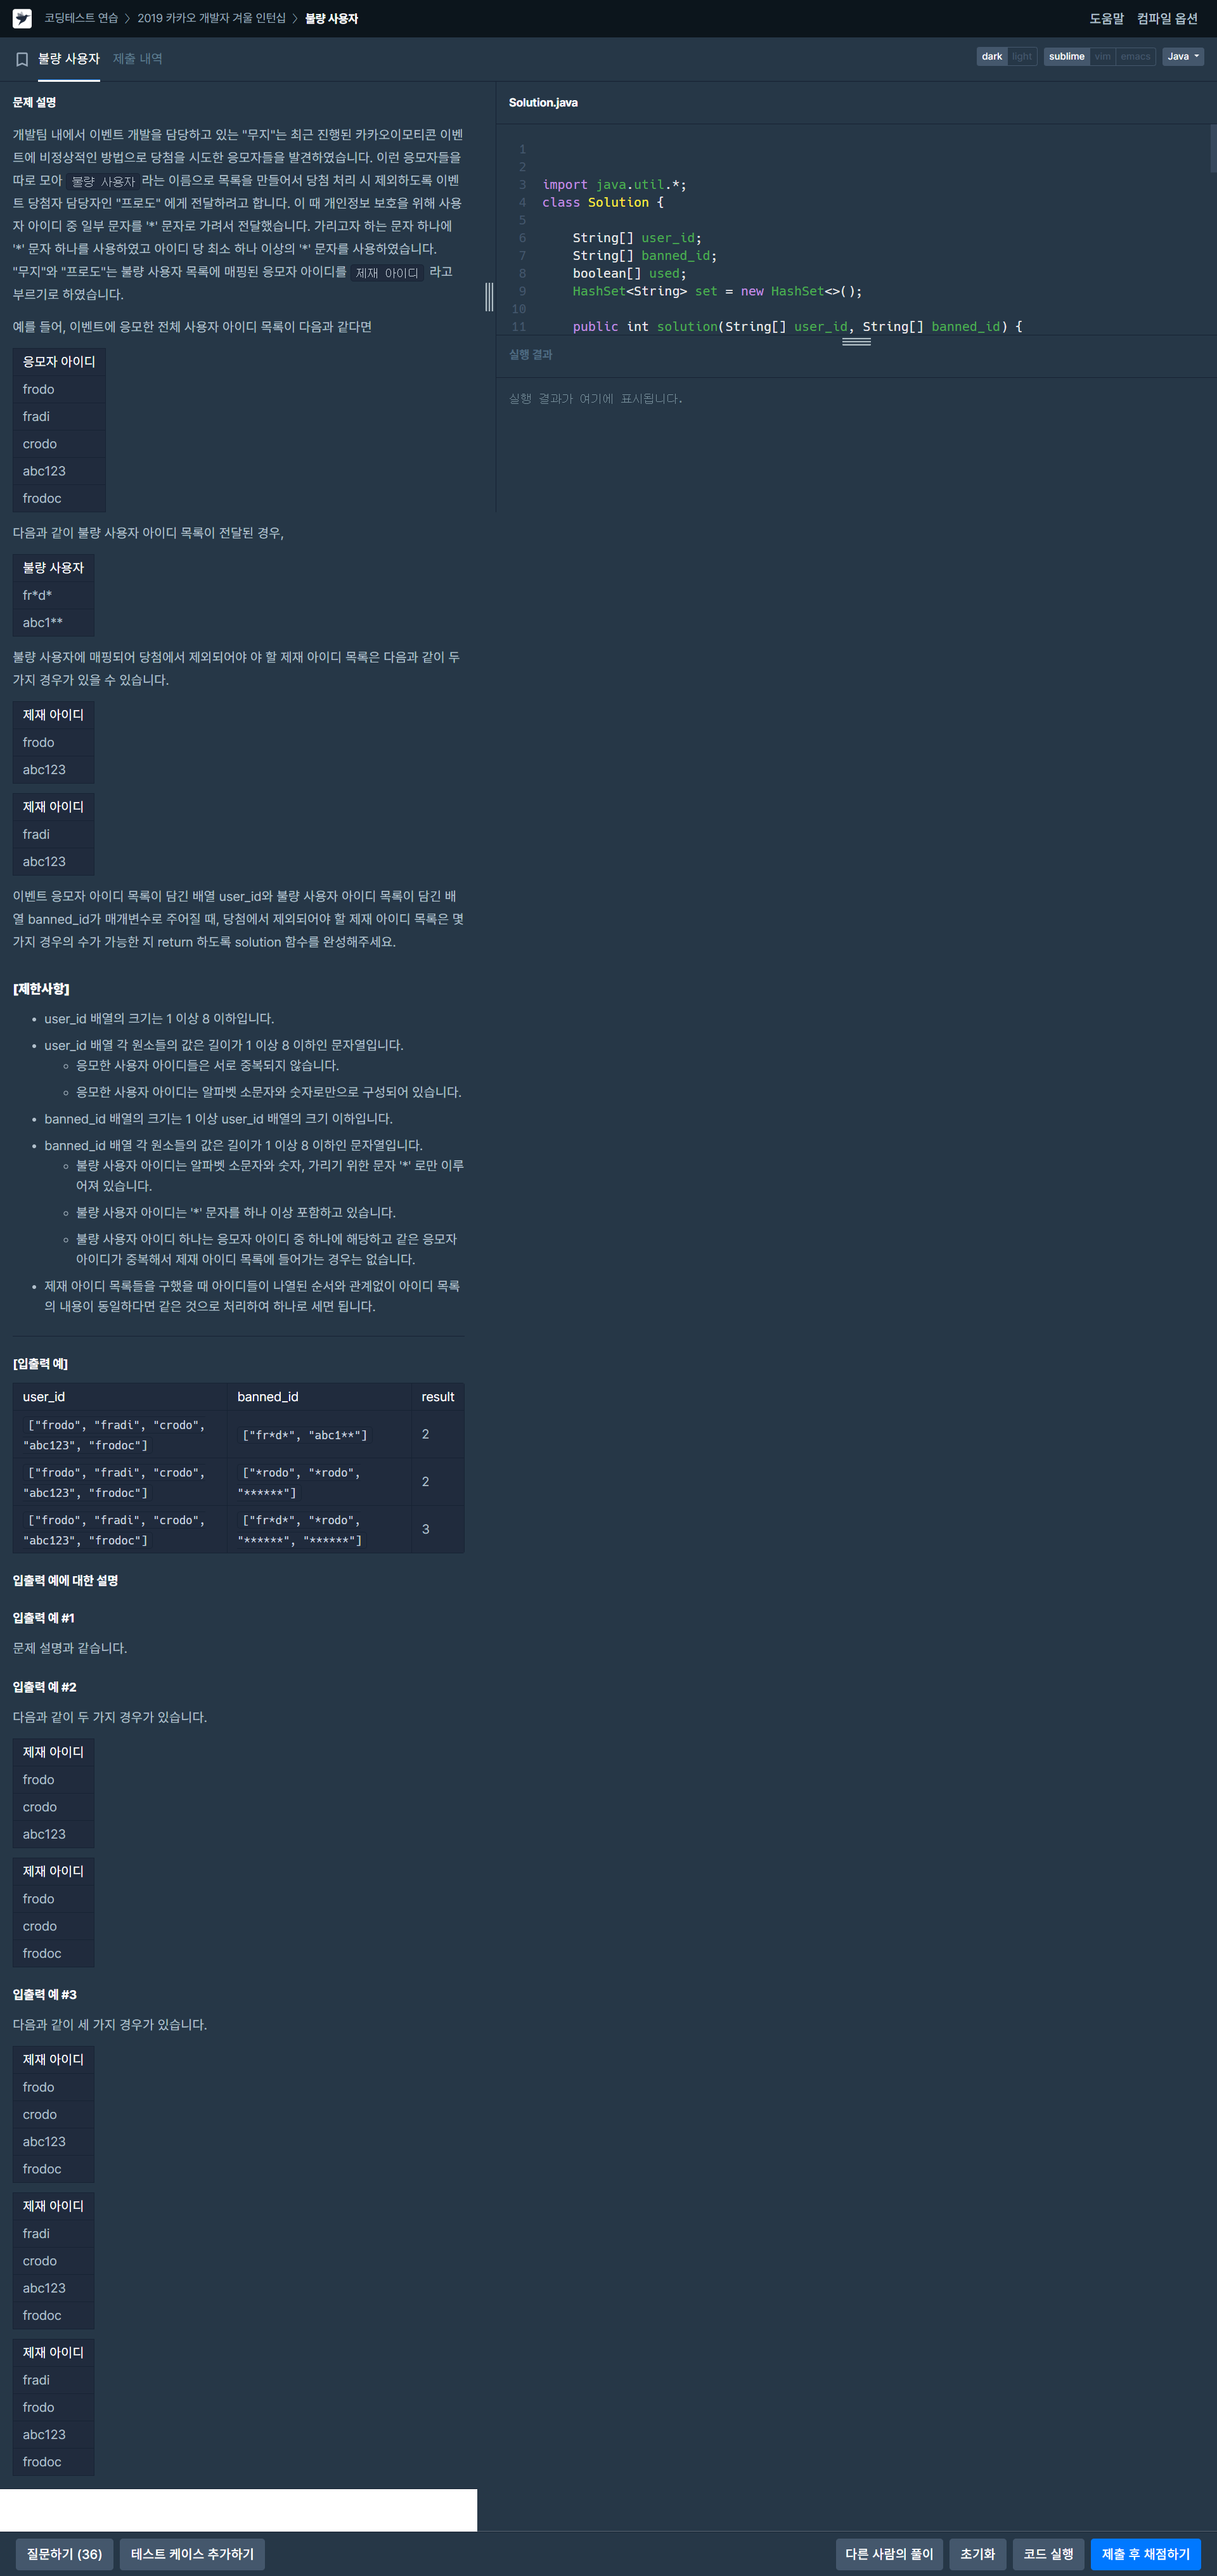 코딩테스트 연습 〉 2019 카카오 개발자 겨울 인턴십 〉 불량 사용자
도움말 컴파일 옵션
불량 사용자 제출 내역
dark light sublime vim emacs Java
문제 설명
개발팀 내에서 이벤트 개발을 담당하고 있는 "무지"는 최근 진행된 카카오이모티콘 이벤
트에 비정상적인 방법으로 당첨을 시도한 응모자들을 발견하였습니다. 이런 응모자들을
따로 모아 불량 사용자 라는 이름으로 목록을 만들어서 당첨 처리 시 제외하도록 이벤
트 당첨자 담당자인 "프로도" 에게 전달하려고 합니다. 이 때 개인정보 보호을 위해 사용
자 아이디 중 일부 문자를 '*' 문자로 가려서 전달했습니다. 가리고자 하는 문자 하나에
'*' 문자 하나를 사용하였고 아이디 당 최소 하나 이상의 '*' 문자를 사용하였습니다.
"무지"와 "프로도"는 불량 사용자 목록에 매핑된 응모자 아이디를 제재 아이디 라고
부르기로 하였습니다.
예를 들어, 이벤트에 응모한 전체 사용자 아이디 목록이 다음과 같다면
응모자 아이디
frodo
fradi
crodo
abc123
frodoc
다음과 같이 불량 사용자 아이디 목록이 전달된 경우,
불량 사용자
fr*d*
abc1**
불량 사용자에 매핑되어 당첨에서 제외되어야 야 할 제재 아이디 목록은 다음과 같이 두
가지 경우가 있을 수 있습니다.
제재 아이디
frodo
abc123
제재 아이디
fradi
abc123
이벤트 응모자 아이디 목록이 담긴 배열 user_id와 불량 사용자 아이디 목록이 담긴 배
열 banned_id가 매개변수로 주어질 때, 당첨에서 제외되어야 할 제재 아이디 목록은 몇
가지 경우의 수가 가능한 지 return 하도록 solution 함수를 완성해주세요.
[제한사항]
• user_id 배열의 크기는 1 이상 8 이하입니다.
• user_id 배열 각 원소들의 값은 길이가 1 이상 8 이하인 문자열입니다.
◦ 응모한 사용자 아이디들은 서로 중복되지 않습니다.
◦ 응모한 사용자 아이디는 알파벳 소문자와 숫자로만으로 구성되어 있습니다.
• banned_id 배열의 크기는 1 이상 user_id 배열의 크기 이하입니다.
• banned_id 배열 각 원소들의 값은 길이가 1 이상 8 이하인 문자열입니다.
◦ 불량 사용자 아이디는 알파벳 소문자와 숫자, 가리기 위한 문자 '*' 로만 이루
어져 있습니다.
◦ 불량 사용자 아이디는 '*' 문자를 하나 이상 포함하고 있습니다.
◦ 불량 사용자 아이디 하나는 응모자 아이디 중 하나에 해당하고 같은 응모자
아이디가 중복해서 제재 아이디 목록에 들어가는 경우는 없습니다.
• 제재 아이디 목록들을 구했을 때 아이디들이 나열된 순서와 관계없이 아이디 목록
의 내용이 동일하다면 같은 것으로 처리하여 하나로 세면 됩니다.
[입출력 예]
user_id banned_id result
["frodo", "fradi", "crodo",
"abc123", "frodoc"] ["fr*d*", "abc1**"] 2
["frodo", "fradi", "crodo", ["*rodo", "*rodo",
"abc123", "frodoc"] "******"] 2
["frodo", "fradi", "crodo", ["fr*d*", "*rodo",
"abc123", "frodoc"] "******", "******"] 3
입출력 예에 대한 설명
입출력 예 #1
문제 설명과 같습니다.
입출력 예 #2
다음과 같이 두 가지 경우가 있습니다.
제재 아이디
frodo
crodo
abc123
제재 아이디
frodo
crodo
frodoc
입출력 예 #3
다음과 같이 세 가지 경우가 있습니다.
제재 아이디
frodo
crodo
abc123
frodoc
제재 아이디
fradi
crodo
abc123
frodoc
제재 아이디
fradi
frodo
abc123
frodoc
Solution.java
1
2
3 import java.util.*;
4 class Solution {
5
6 String[] user_id;
7 String[] banned_id;
8 boolean[] used;
9 HashSet<String> set = new HashSet<>();
10
11 public int solution(String[] user_id, String[] banned_id) {
실행 결과
실행 결과가 여기에 표시됩니다.
질문하기 (36) 테스트 케이스 추가하기 다른 사람의 풀이 초기화 코드 실행 제출 후 채점하기